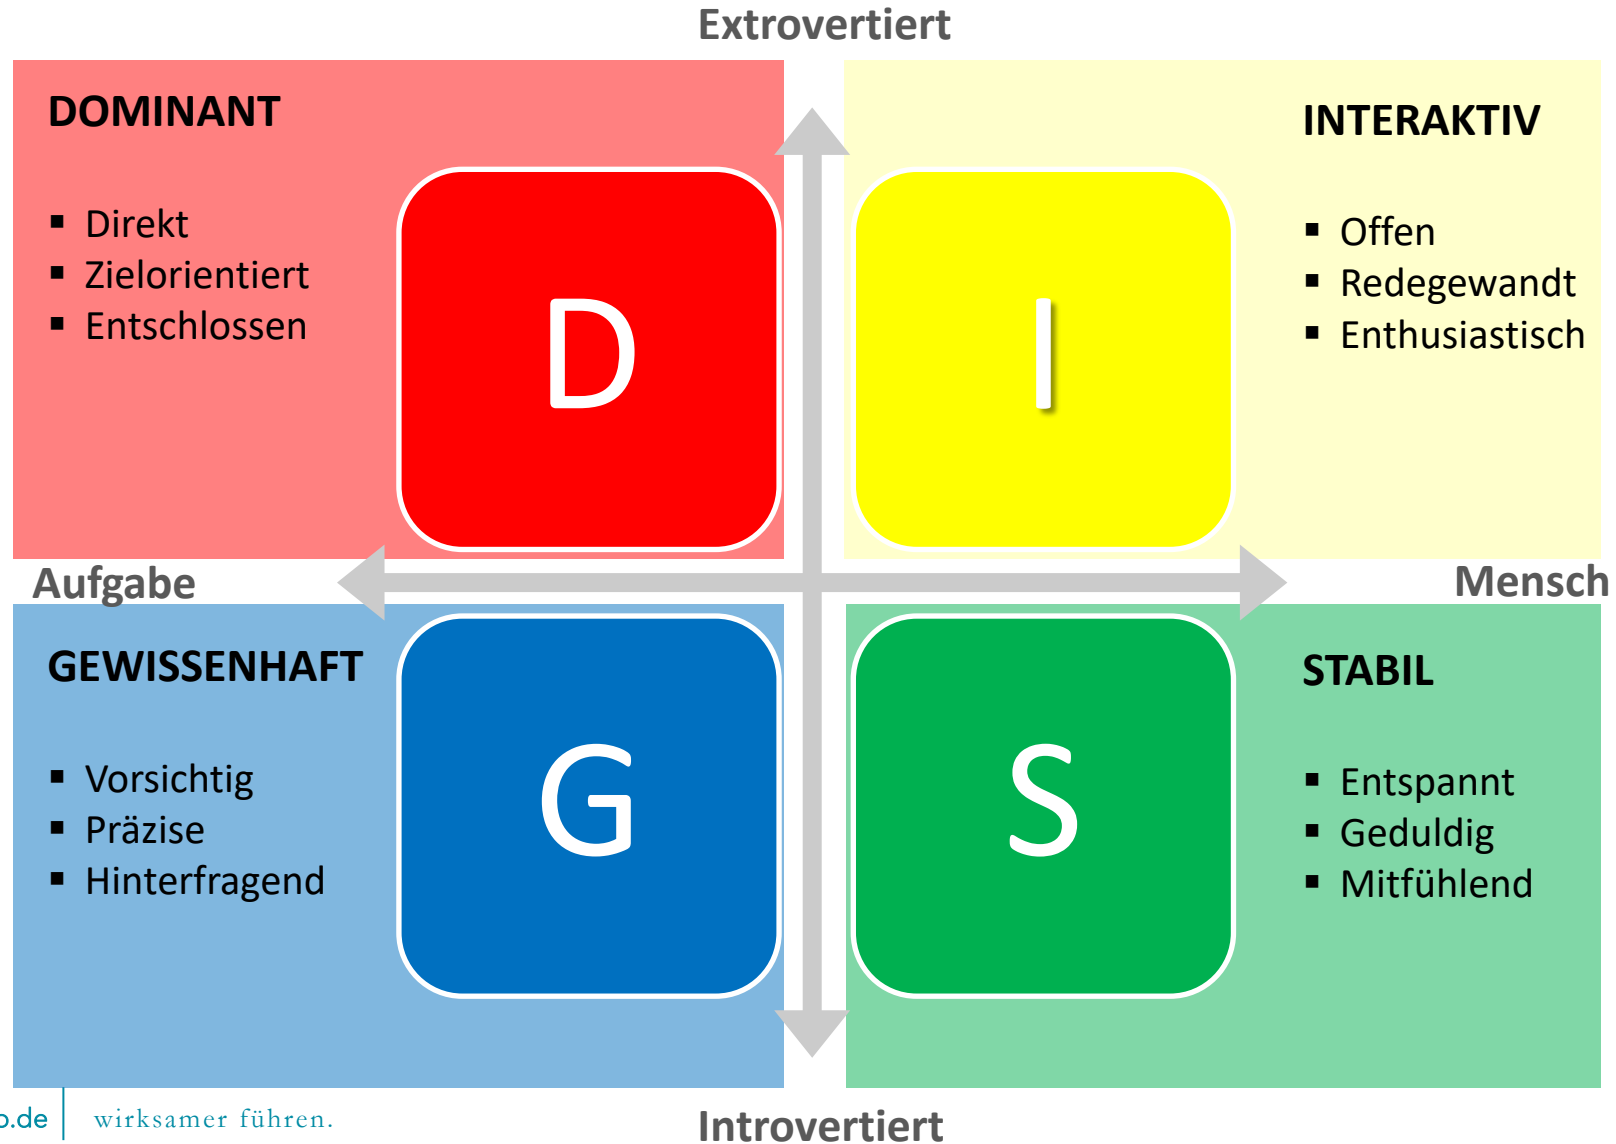 Extrovertiert
DOMINANT
▪ Direkt
▪ Zielorientiert
▪ Entschlossen
D
INTERAKTIV
▪ Offen
▪ Redegewandt
▪ Enthusiastisch
I
Aufgabe
Mensch
GEWISSENHAFT
▪ Vorsichtig
▪ Präzise
▪ Hinterfragend
G
STABIL
▪ Entspannt
▪ Geduldig
▪ Mitfühlend
S
.de
wirksamer führen.
Introvertiert